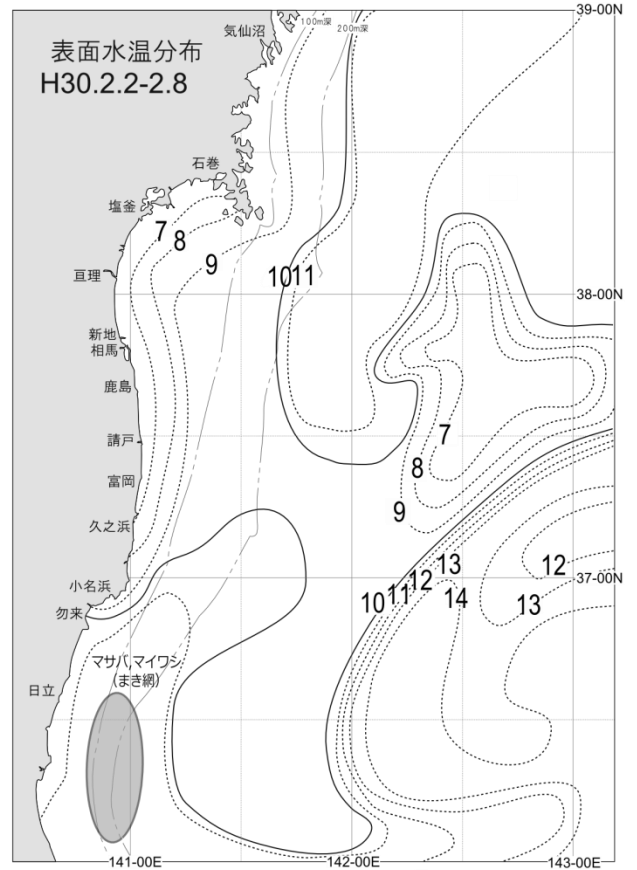 39-00N
気仙沼
100m深
200m深
表面水温分布
H30.2.2-2.8
石巻
塩釜
7
8
9
亘理
10
11
38-00N
新地
相馬
鹿島
請戸
7
富岡
8
9
久之浜
小名浜
13
12
37-00N
12
勿来
10
11
14
13
マサバ,マイワシ
(まき網)
日立
141-00E
142-00E
143-00E